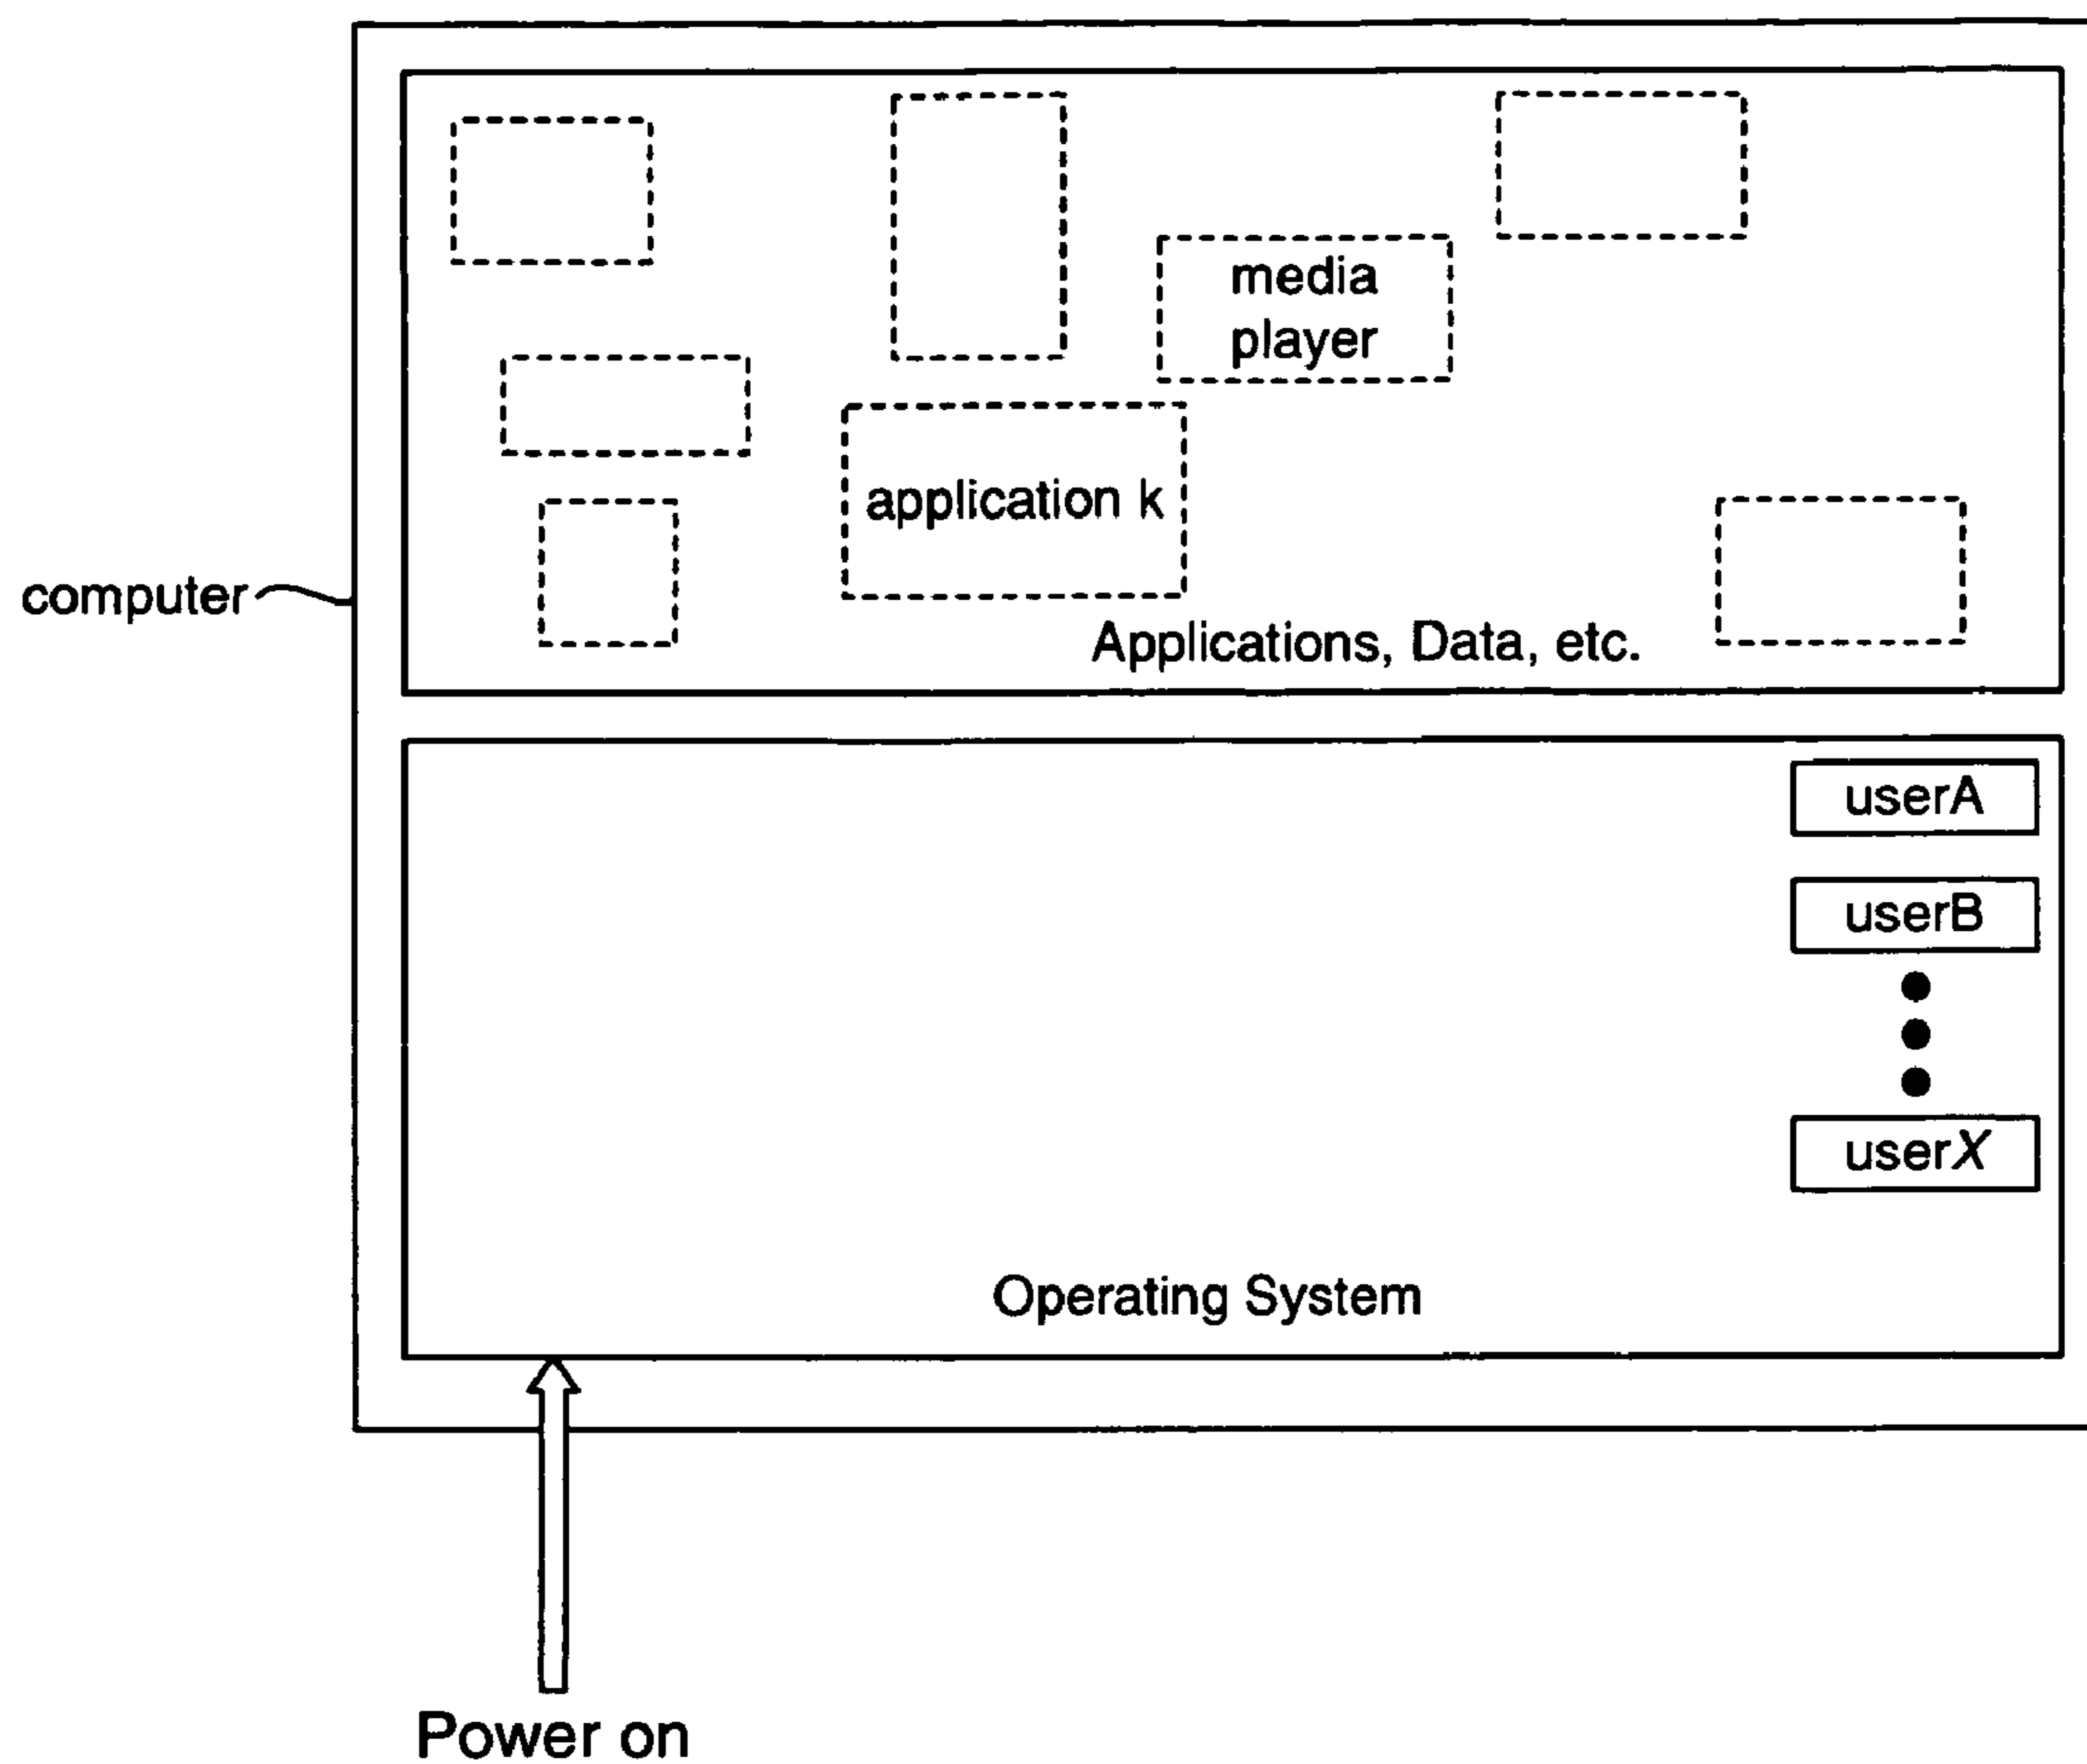 media
player
application k
computer
Applications, Data, etc.
userA
userB
userX
Operating System
Power on